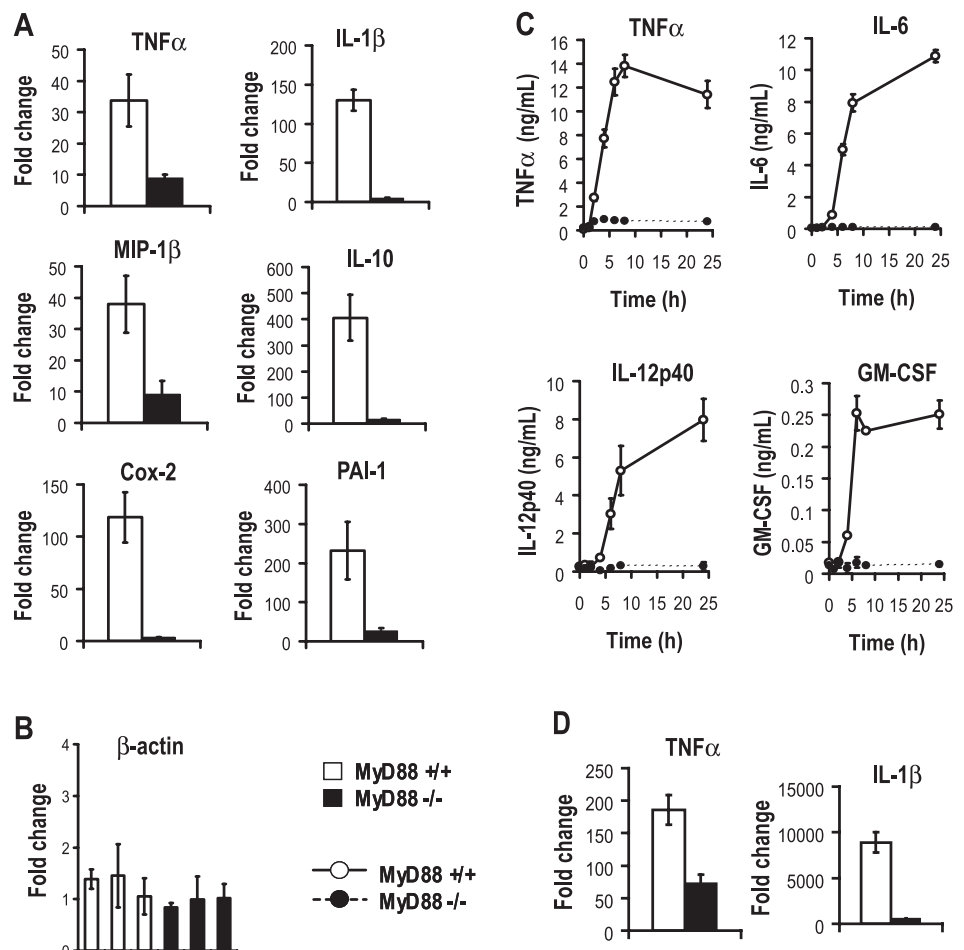 A
TNFα
Fold change
50
40
30
20
10
0
IL-1β
Fold change
200
150
100
50
0
MIP-1β
Fold change
50
40
30
20
10
0
IL-10
Fold change
600
500
400
300
200
100
0
Cox-2
Fold change
150
100
50
0
PAI-1
Fold change
400
300
200
100
0
B
β-actin
Fold change
4
3
2
1
0
MyD88 +/+
MyD88 -/-
MyD88 +/+
MyD88 -/-
C
TNFα
TNFα (ng/mL)
16
14
12
10
8
6
4
2
0
0 5 10 15 20 25
Time (h)
IL-6
IL-6 (ng/mL)
12
10
8
6
4
2
0
0 5 10 15 20 25
Time (h)
IL-12p40
IL-12p40 (ng/mL)
10
8
6
4
2
0
0 5 10 15 20 25
Time (h)
GM-CSF
GM-CSF (ng/mL)
0.3
0.25
0.2
0.15
0.1
0.05
0
0 5 10 15 20 25
Time (h)
D
TNFα
Fold change
250
200
150
100
50
0
IL-1β
Fold change
15000
10000
5000
0